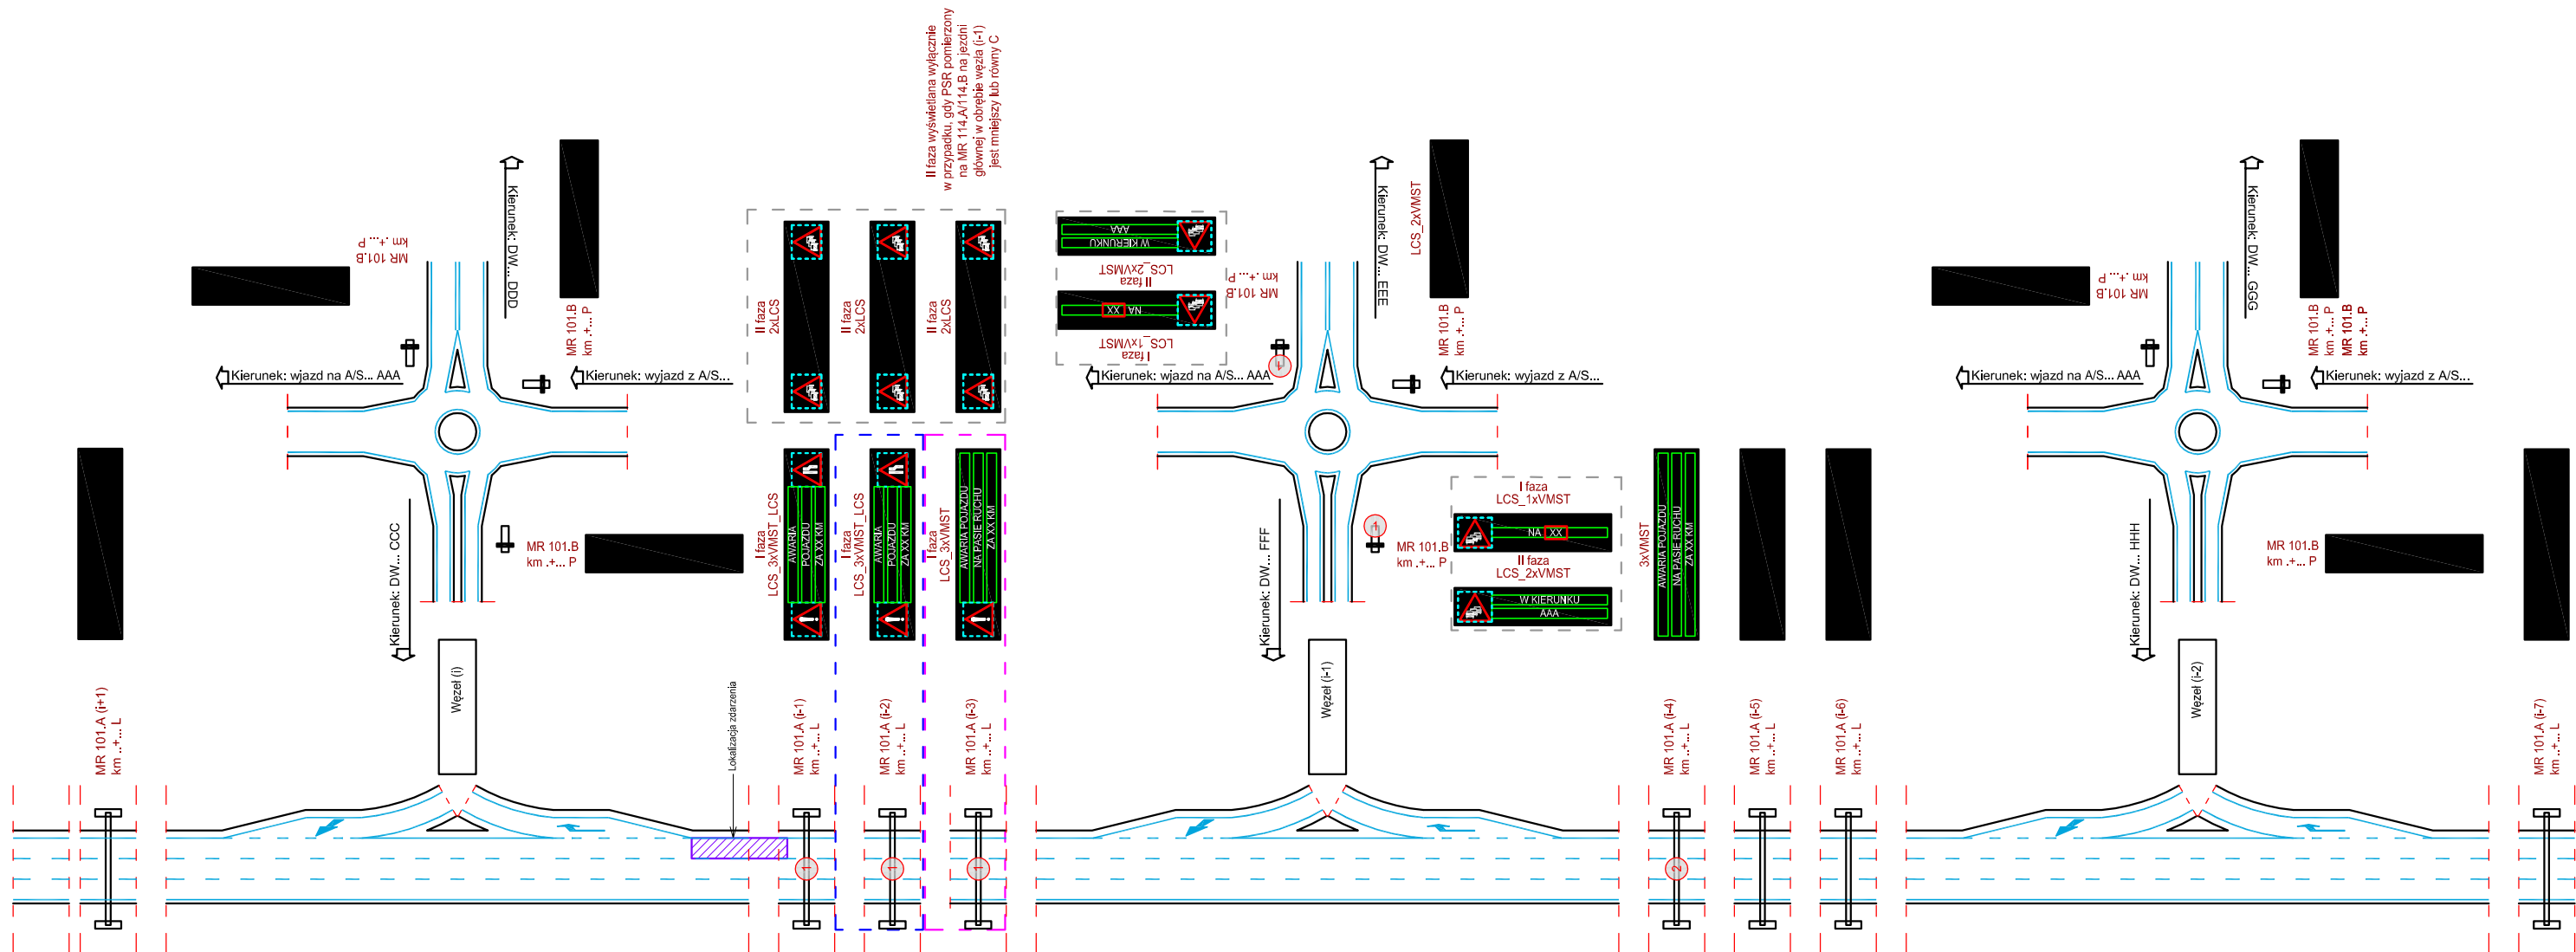 II faza wyświetlana wyłącznie
w przypadku, gdy PSR pomierzony
na MR 114.A/114.B na jezdni
głównej w obrębie węzła (i-1)
jest mniejszy lub równy C
Kierunek: DW... DDD
MR 101.B
km .+... P
MR 101.B
km .+... P
Kierunek: wjazd na A/S... AAA
Kierunek: wyjazd z A/S...
Kierunek: DW... CCC
MR 101.B
km .+... P
Węzeł (i)
MR 101.A (i+1)
km ..+... L
Lokalizacja zdarzenia
II faza
2xLCS
II faza
2xLCS
II faza
2xLCS
I faza
LCS_3xVMST_LCS
AWARIA
POJAZDU
ZA XX KM
I faza
LCS_3xVMST_LCS
AWARIA
POJAZDU
ZA XX KM
I faza
LCS_3xVMST
AWARIA POJAZDU
NA PASIE RUCHU
ZA XX KM
MR 101.A (i-1)
km ..+... L
MR 101.A (i-2)
km ..+... L
MR 101.A (i-3)
km ..+... L
1
1
1
W KIERUNKU
AAA
II faza
LCS_2xVMST
NA XX
I faza
LCS_1xVMST
MR 101.B
km .+... P
Kierunek: DW... EEE
LCS_2xVMST
MR 101.B
km .+... P
Kierunek: wjazd na A/S... AAA
Kierunek: wyjazd z A/S...
Kierunek: DW... FFF
MR 101.B
km .+... P
I faza
LCS_1xVMST
NA XX
II faza
LCS_2xVMST
W KIERUNKU
AAA
Węzeł (i-1)
3xVMST
AWARIA POJAZDU
NA PASIE RUCHU
ZA XX KM
MR 101.A (i-4)
km ..+... L
2
MR 101.A (i-5)
km ..+... L
MR 101.A (i-6)
km ..+... L
Kierunek: DW... GGG
MR 101.B
km .+... P
MR 101.B
km .+... P
MR 101.B
km .+... P
Kierunek: wjazd na A/S... AAA
Kierunek: wyjazd z A/S...
Kierunek: DW... HHH
MR 101.B
km .+... P
Węzeł (i-2)
MR 101.A (i-7)
km ..+... L